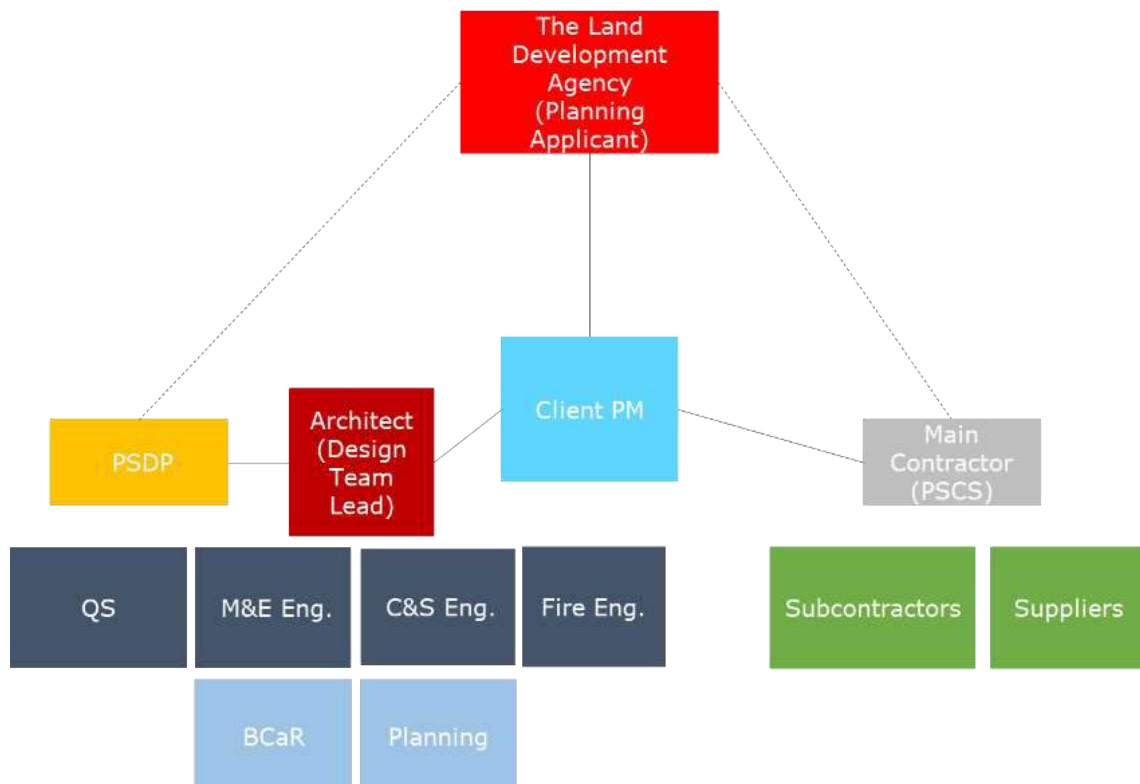 The Land
Development
Agency
(Planning
Applicant)
Client PM
PSDP
Architect
(Design
Team
Lead)
Main
Contractor
(PSCS)
QS
M&E Eng.
C&S Eng.
Fire Eng.
Subcontractors
Suppliers
BCaR
Planning